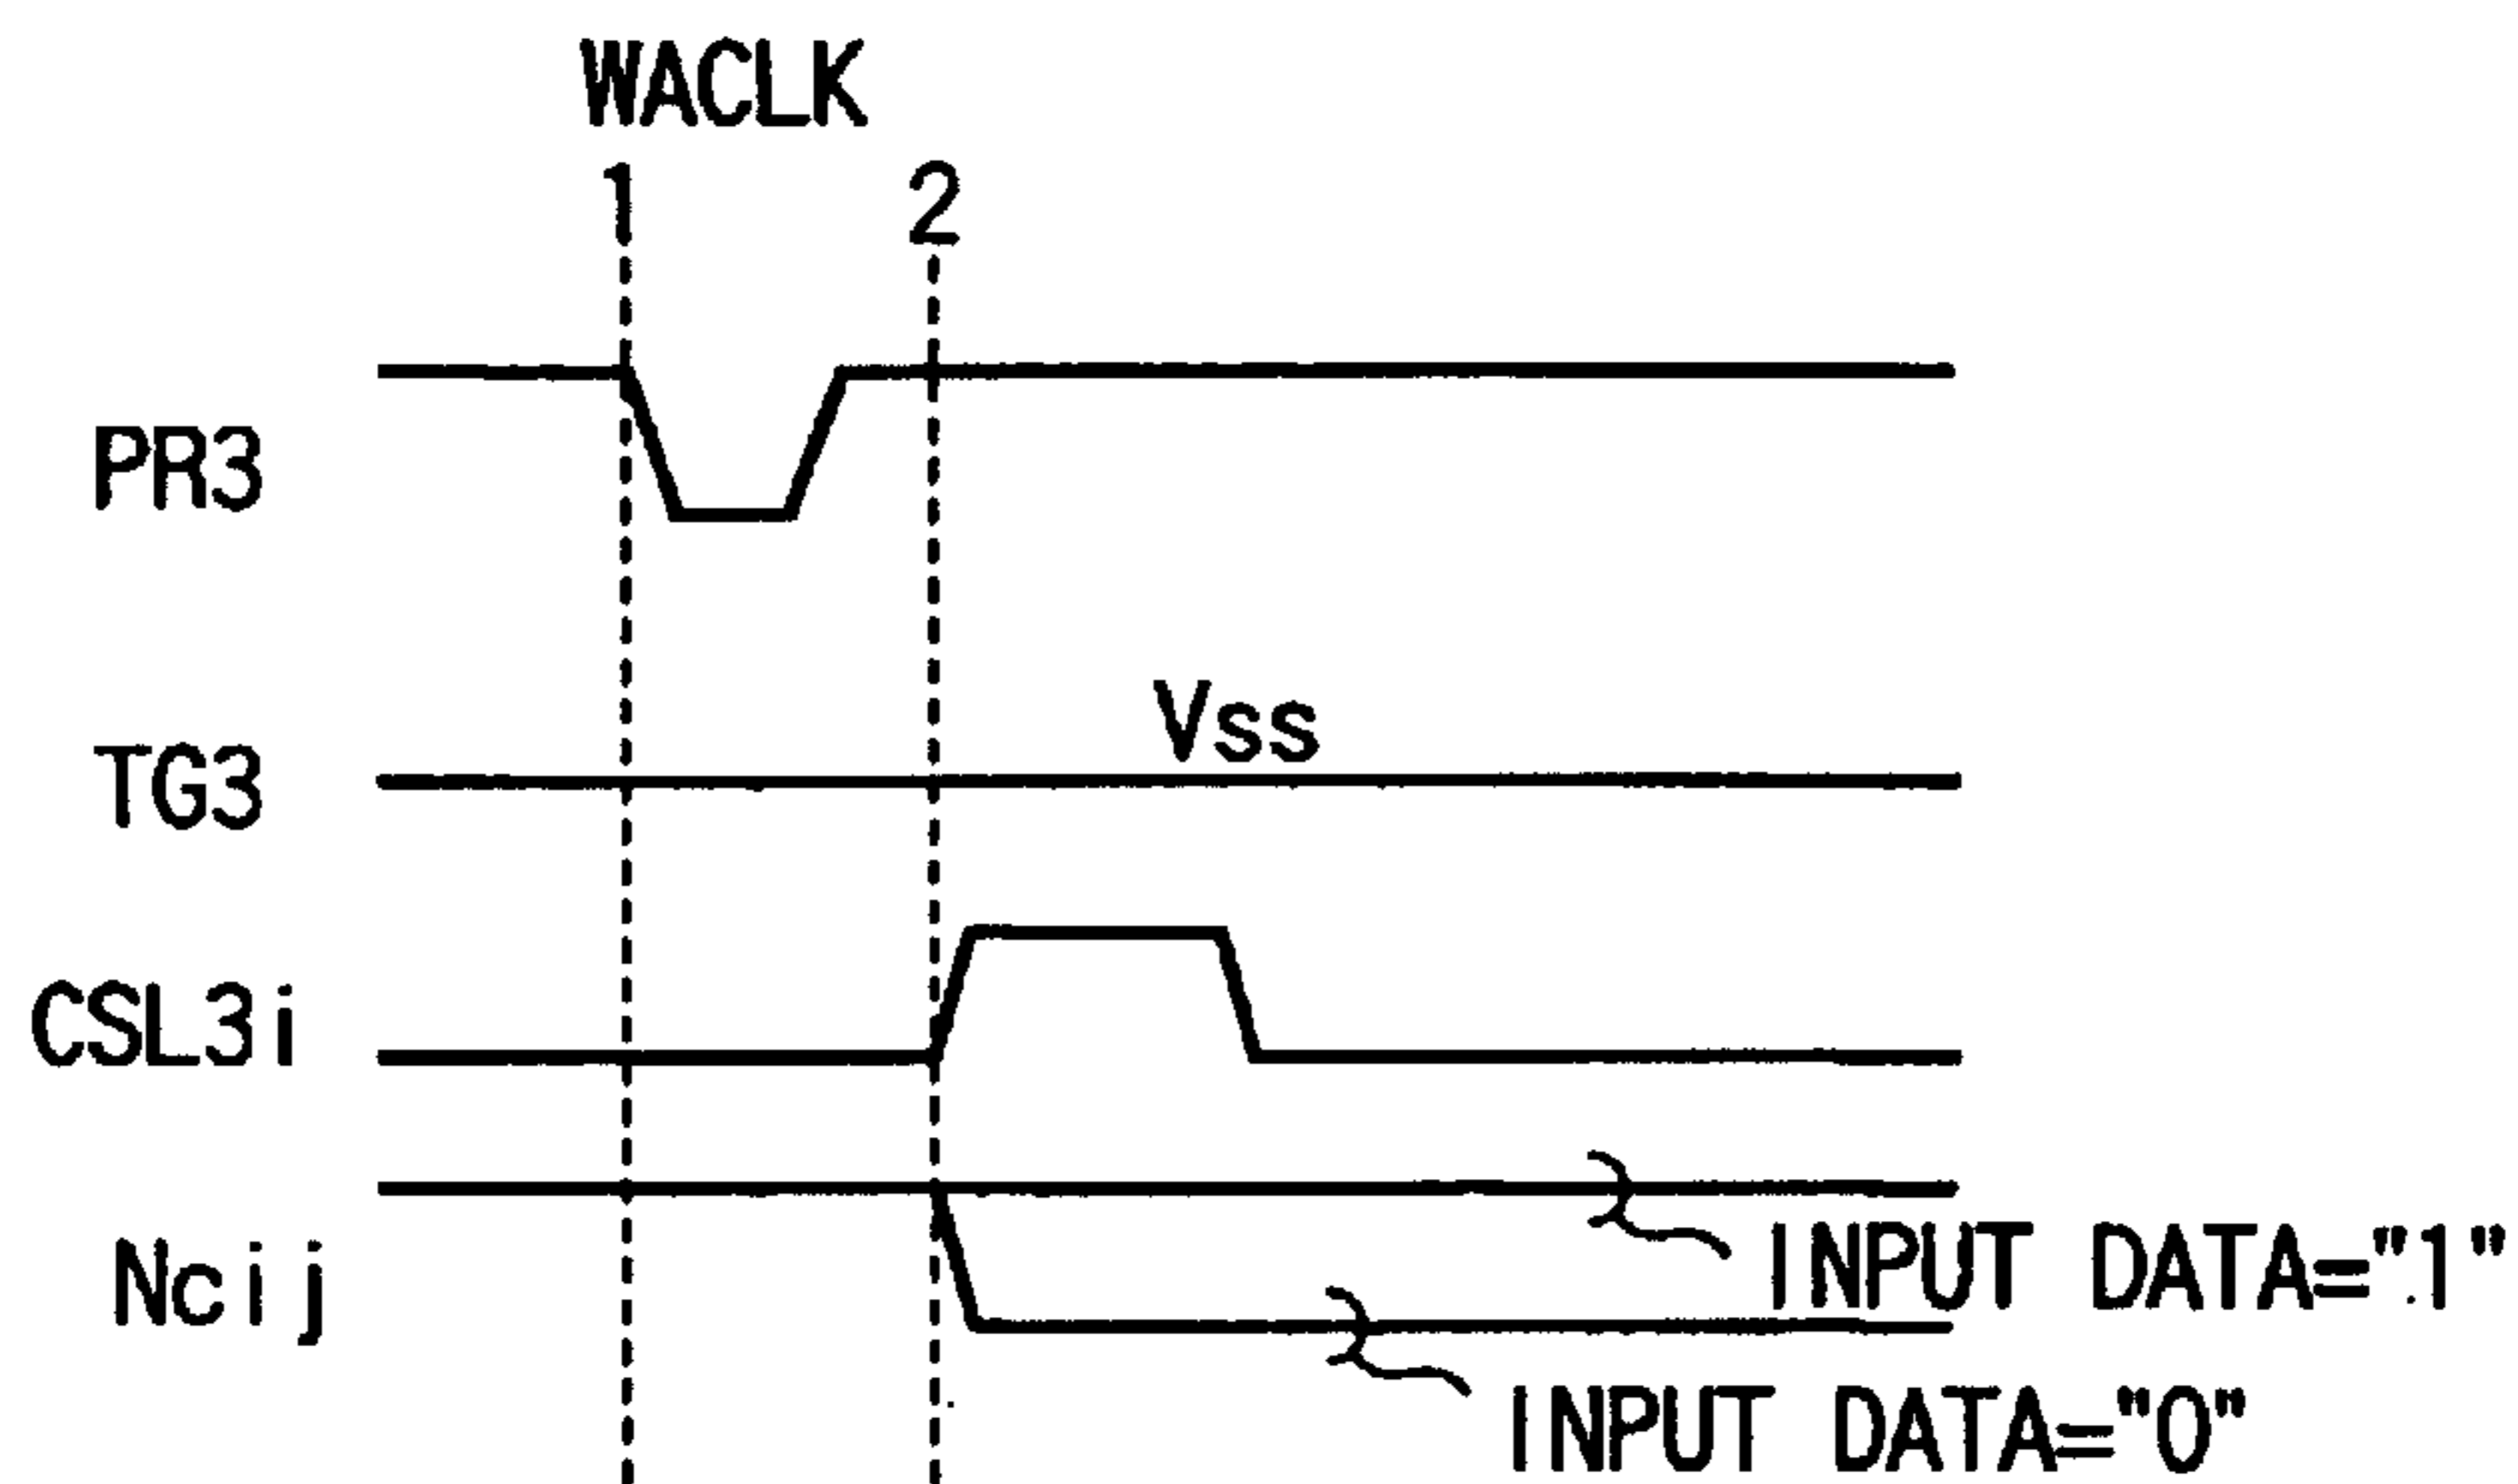 WACLK
1 2
PR3
Vss
TG3
CSL3i
Ncij
INPUT DATA="1"
INPUT DATA="0"